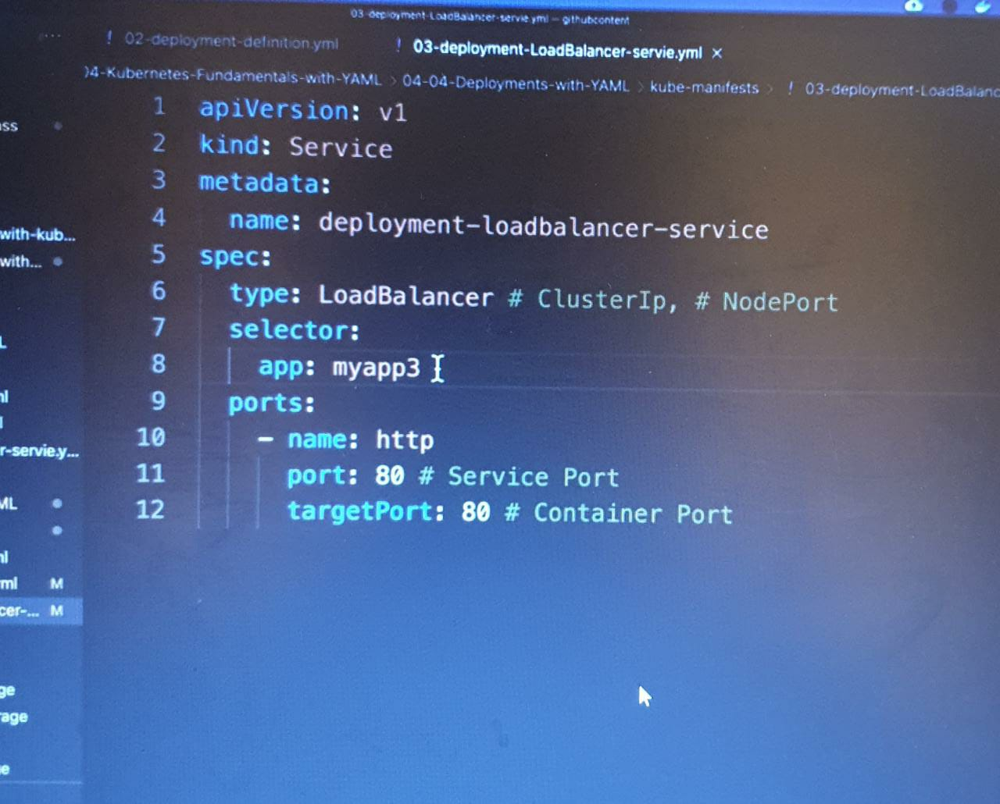 03-deployment-LoadBalancer-servie.yml — githubcontent
! 02-deployment-definition.yml ! 03-deployment-LoadBalancer-servie.yml ×
04-Kubernetes-Fundamentals-with-YAML > 04-04-Deployments-with-YAML > kube-manifests > ! 03-deployment-LoadBalanc
1 apiVersion: v1
2 kind: Service
3 metadata:
4 name: deployment-loadbalancer-service
5 spec:
6 type: LoadBalancer # ClusterIp, # NodePort
7 selector:
8 app: myapp3
9 ports:
10 - name: http
11 port: 80 # Service Port
12 targetPort: 80 # Container Port
ss
with-kub...
with...
r-servie.y...
ML
ml M
cer-... M
ge
age
e